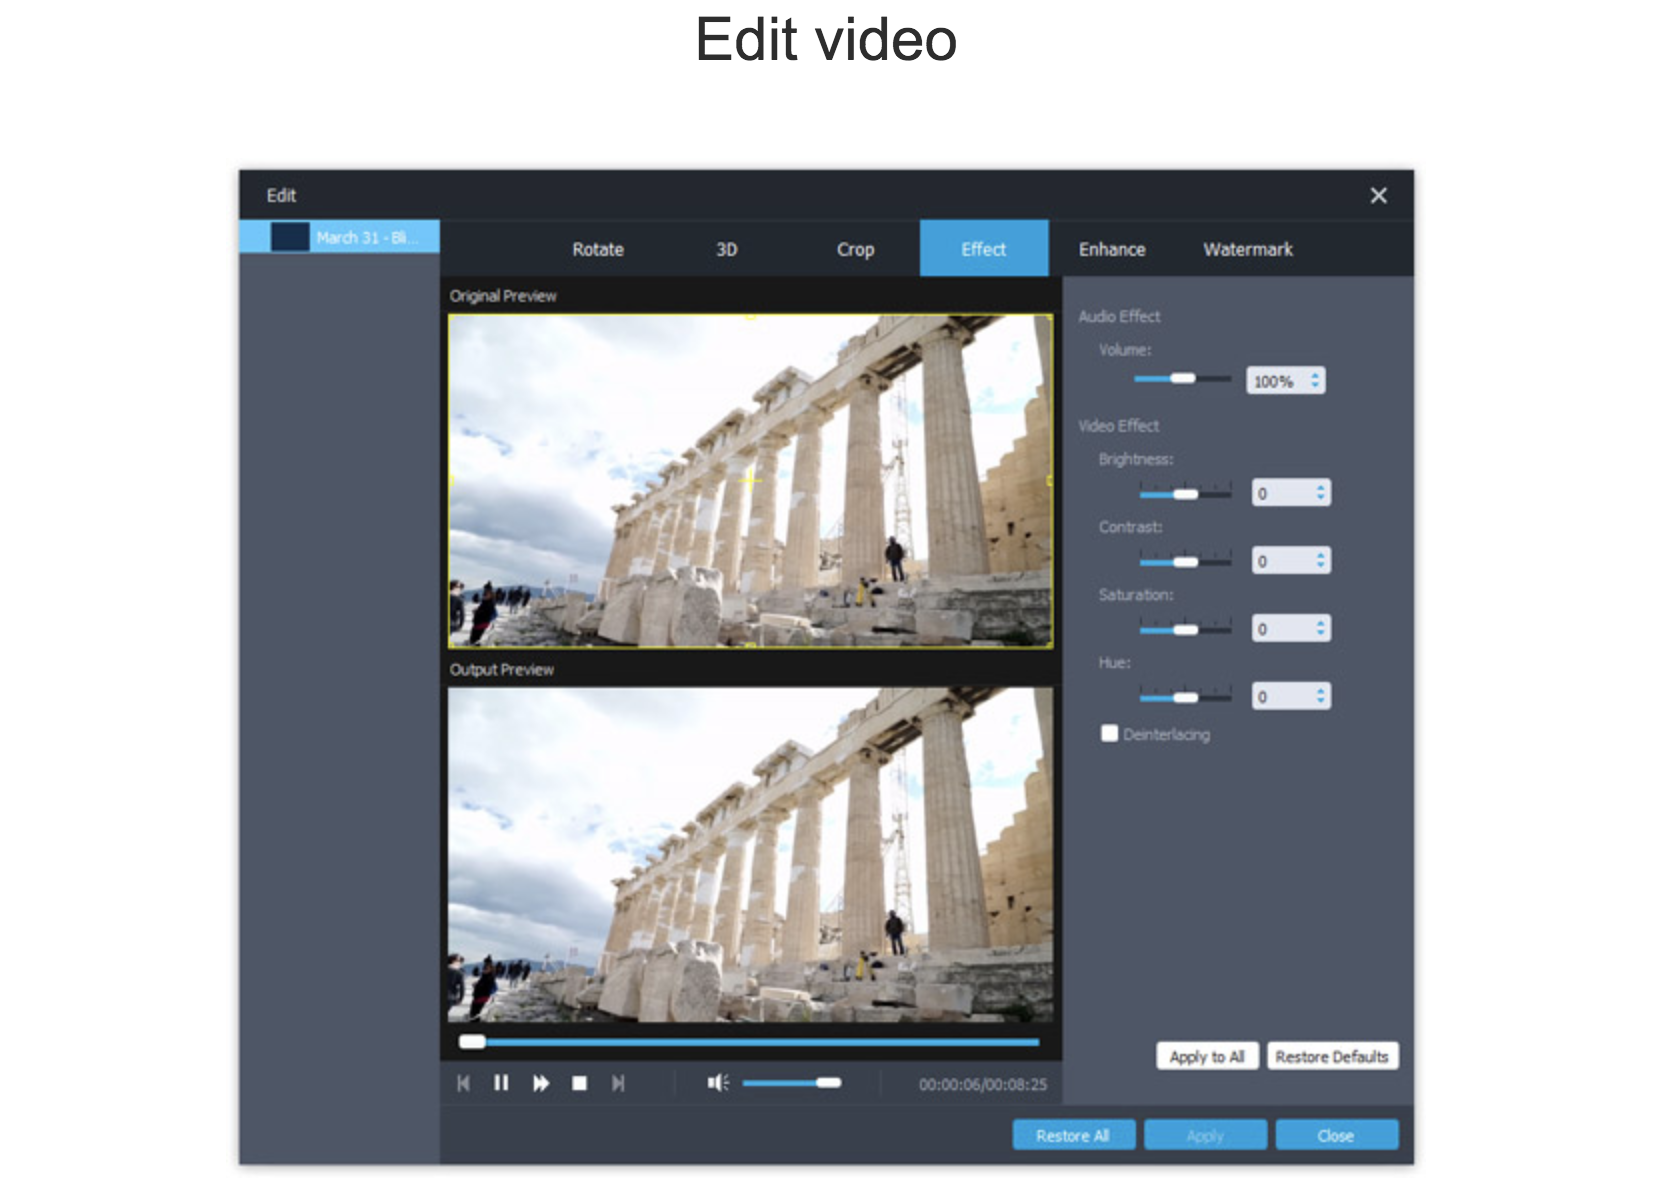 Edit video
Edit
March 31 - Bli...
Rotate 3D Crop Effect Enhance Watermark
Original Preview
Audio Effect
Volume:
100%
Video Effect
Brightness:
0
Contrast:
0
Saturation:
0
Hue:
0
Deinterlacing
Output Preview
Apply to All Restore Defaults
00:00:06/00:08:25
Restore All Apply Close